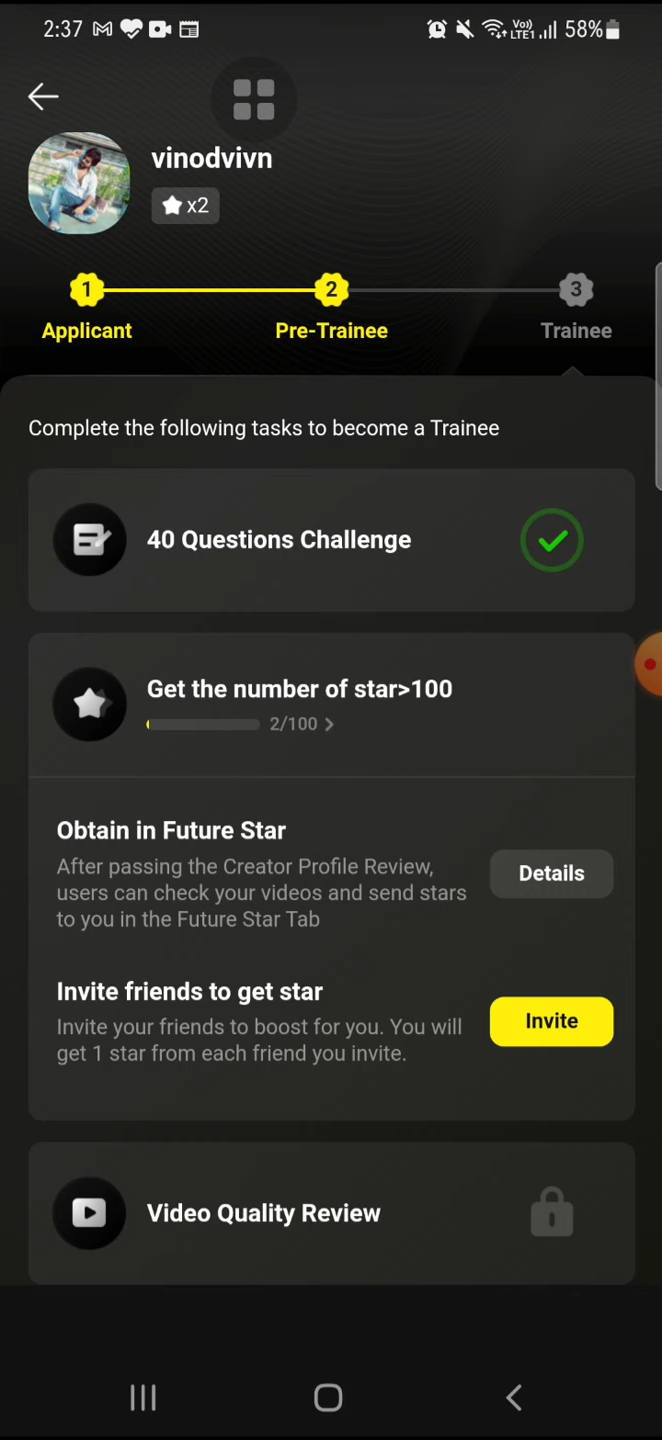 2:37
Vo)) LTE1 58%
vinodvivn
x2
1 2 3
Applicant Pre-Trainee Trainee
Complete the following tasks to become a Trainee
40 Questions Challenge
Get the number of star>100
2/100
Obtain in Future Star
After passing the Creator Profile Review,
users can check your videos and send stars
to you in the Future Star Tab
Details
Invite friends to get star
Invite your friends to boost for you. You will
get 1 star from each friend you invite.
Invite
Video Quality Review